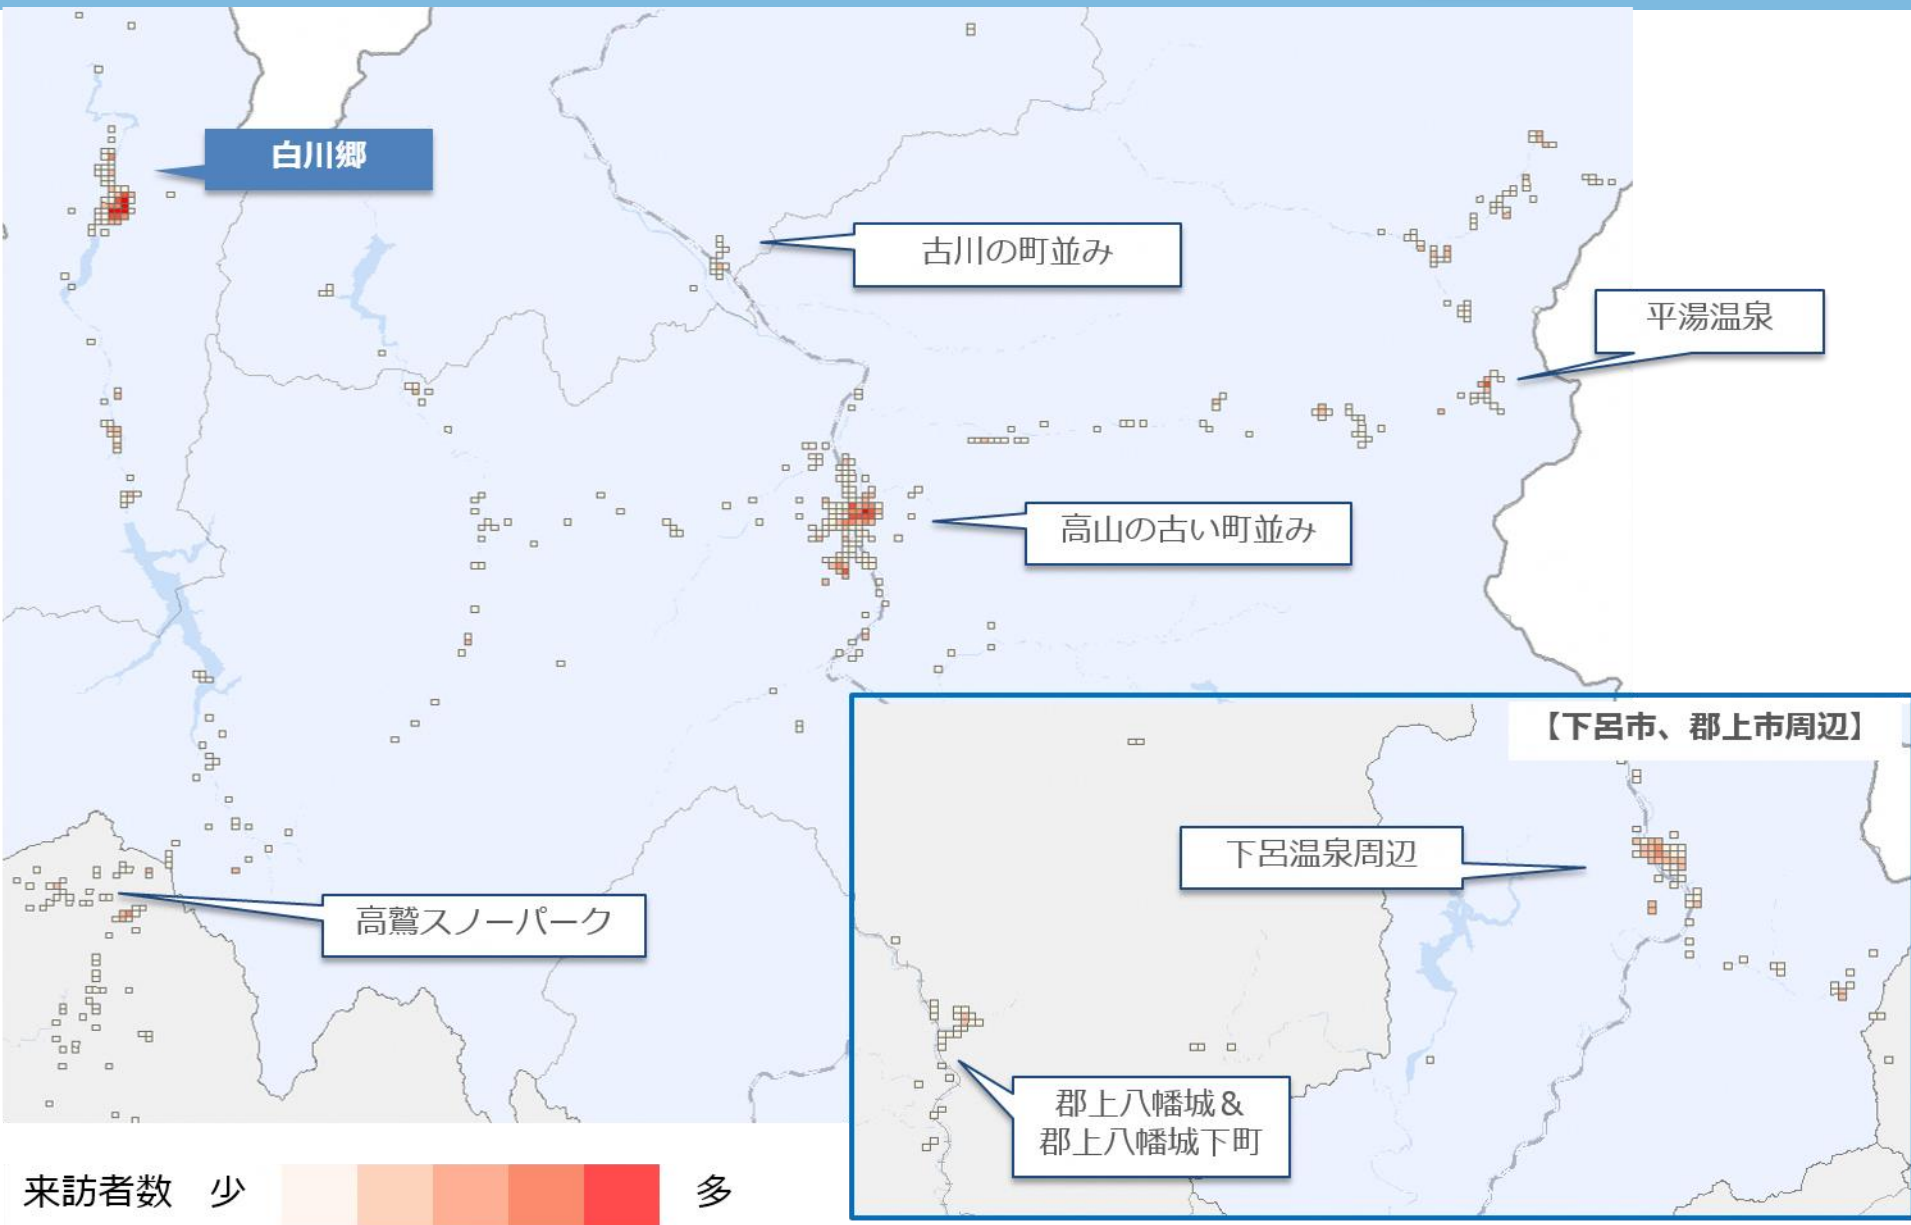 白川郷
古川の町並み
平湯温泉
高山の古い町並み
【下呂市、郡上市周辺】
下呂温泉周辺
高鷲スノーパーク
郡上八幡城&
郡上八幡城下町
来訪者数 少 多